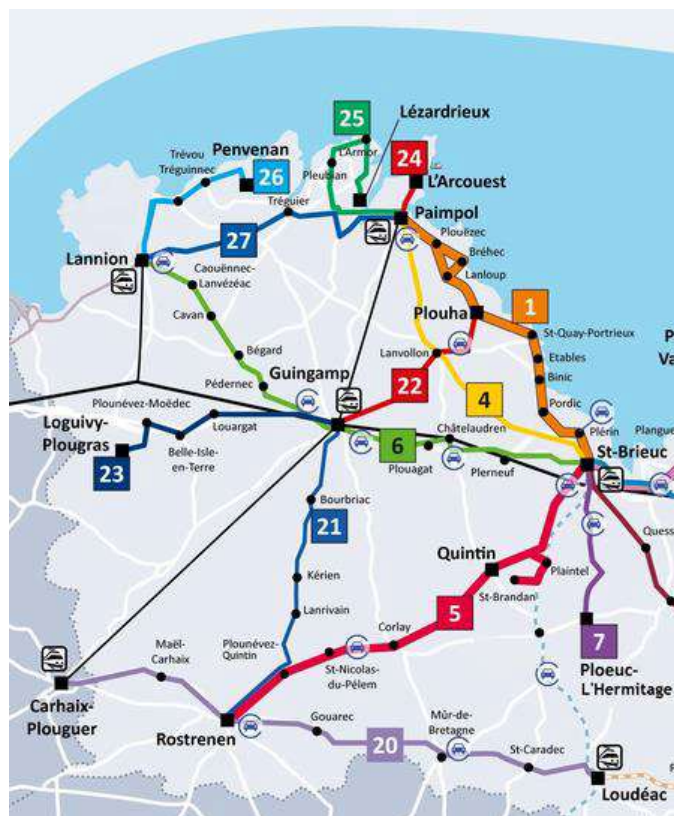 25
Lézardrieux
L'Armor
24
Penvenan
Trévou
Tréguinnec
26
Pleubian
L'Arcouest
Tréguier
Paimpol
27
Plouëzec
Bréhec
Lannion
Lanloup
Caouënnec-
Lanvézéac
Plouha
1
Cavan
St-Quay-Portrieux
Lanvollon
Etables
Bégard
Binic
Guingamp
22
4
Pédernec
Pordic
Plounévez-Moëdec
Loguivy-
Plougras
Louargat
Châtelaudren
Plérin
Plangue
6
St-Brieuc
Belle-Isle-
en-Terre
23
Plouagat
Plerneuf
Bourbriac
21
Quintin
Quess
Plaintel
Kérien
St-Brandan
Lanrivain
5
7
Corlay
Plounévez-
Quintin
Maël-
Carhaix
St-Nicolas-
du-Pélem
Ploeuc-
L'Hermitage
Carhaix-
Plouguer
Rostrenen
Gouarec
Mûr-de-
Bretagne
20
St-Caradec
Loudéac